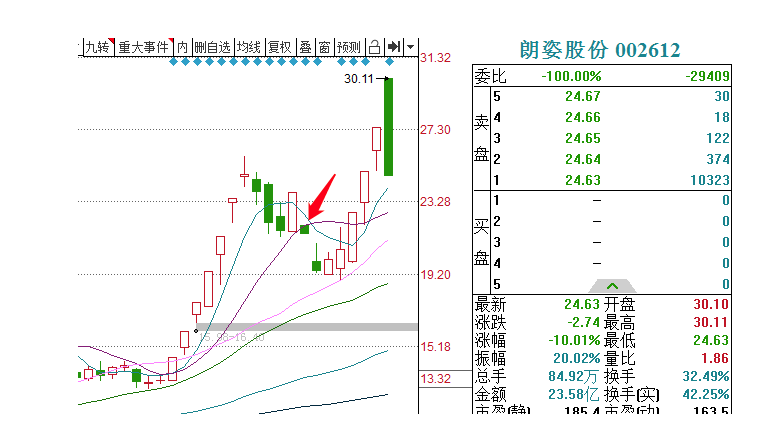 九转 重大事件 内 删自选 均线 复权 叠 窗 预测
31.32
30.11
27.30
23.28
19.20
15.98-16.40
15.18
13.32
朗姿股份 002612
委比 -100.00% -29409
卖盘
5 24.67 30
4 24.66 18
3 24.65 122
2 24.64 374
1 24.63 10323
买盘
1 – 0
2 – 0
3 – 0
4 – 0
5 0
最新 24.63 开盘 30.10
涨跌 -2.74 最高 30.11
涨幅 -10.01% 最低 24.63
振幅 20.02% 量比 1.86
总手 84.92万 换手 32.49%
金额 23.58亿 换手(实) 42.25%
市盈(静) 185.4 市盈(动) 163.5